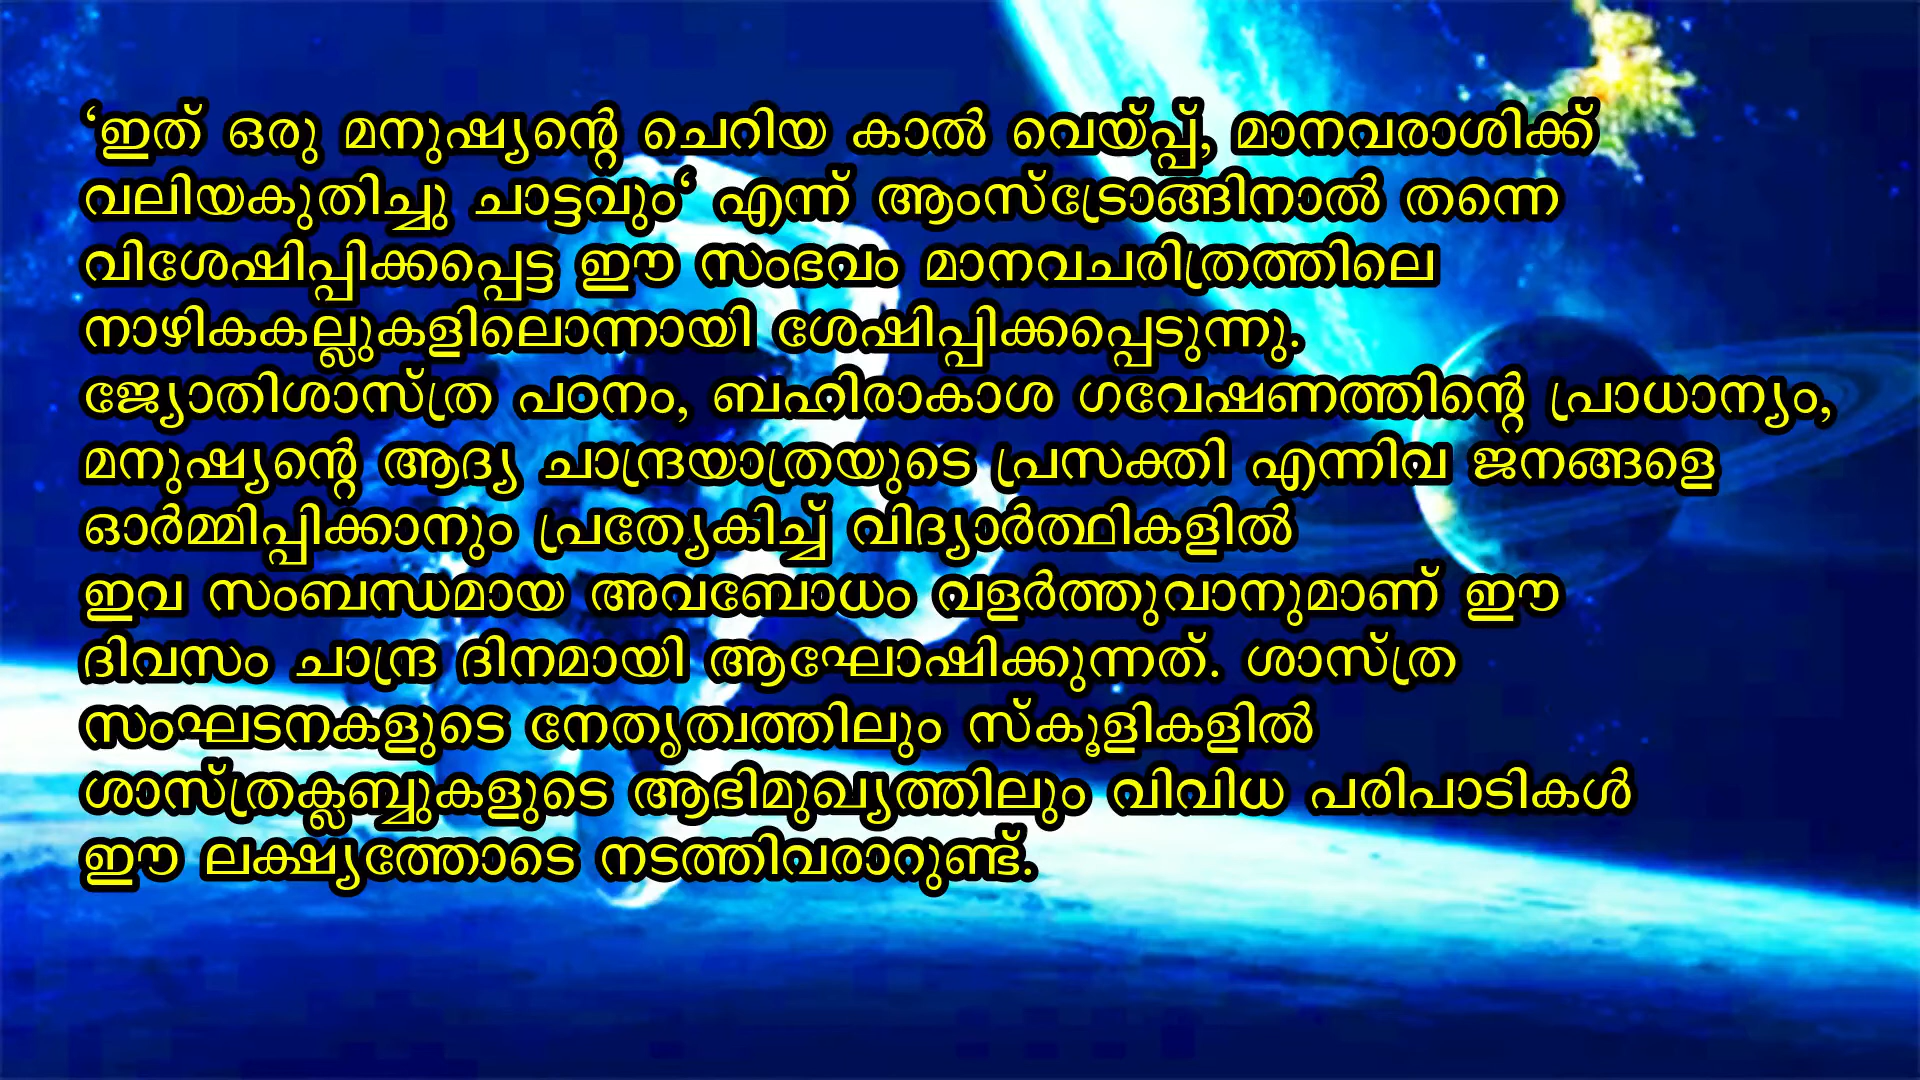 ‘ഇത് ഒരു മനുഷ്യന്റെ ചെറിയ കാൽ വെയ്പ്പ്, മാനവരാശിക്ക്
വലിയകുതിച്ചു ചാട്ടവും‘ എന്ന് ആംസ്ട്രോങ്ങിനാൽ തന്നെ
വിശേഷിപ്പിക്കപ്പെട്ട ഈ സംഭവം മാനവചരിത്രത്തിലെ
നാഴികകല്ലുകളിലൊന്നായി ശേഷിപ്പിക്കപ്പെടുന്നു.
ജ്യോതിശാസ്ത്ര പഠനം, ബഹിരാകാശ ഗവേഷണത്തിന്റെ പ്രാധാന്യം,
മനുഷ്യന്റെ ആദ്യ ചാന്ദ്രയാത്രയുടെ പ്രസക്തി എന്നിവ ജനങ്ങളെ
ഓർമ്മിപ്പിക്കാനും പ്രത്യേകിച്ച് വിദ്യാർത്ഥികളിൽ
ഇവ സംബന്ധമായ അവബോധം വളർത്തുവാനുമാണ് ഈ
ദിവസം ചാന്ദ്ര ദിനമായി ആഘോഷിക്കുന്നത്. ശാസ്ത്ര
സംഘടനകളുടെ നേതൃത്വത്തിലും സ്കൂളികളിൽ
ശാസ്ത്രക്ലബ്ബുകളുടെ ആഭിമുഖ്യത്തിലും വിവിധ പരിപാടികൾ
ഈ ലക്ഷ്യത്തോടെ നടത്തിവരാറുണ്ട്.